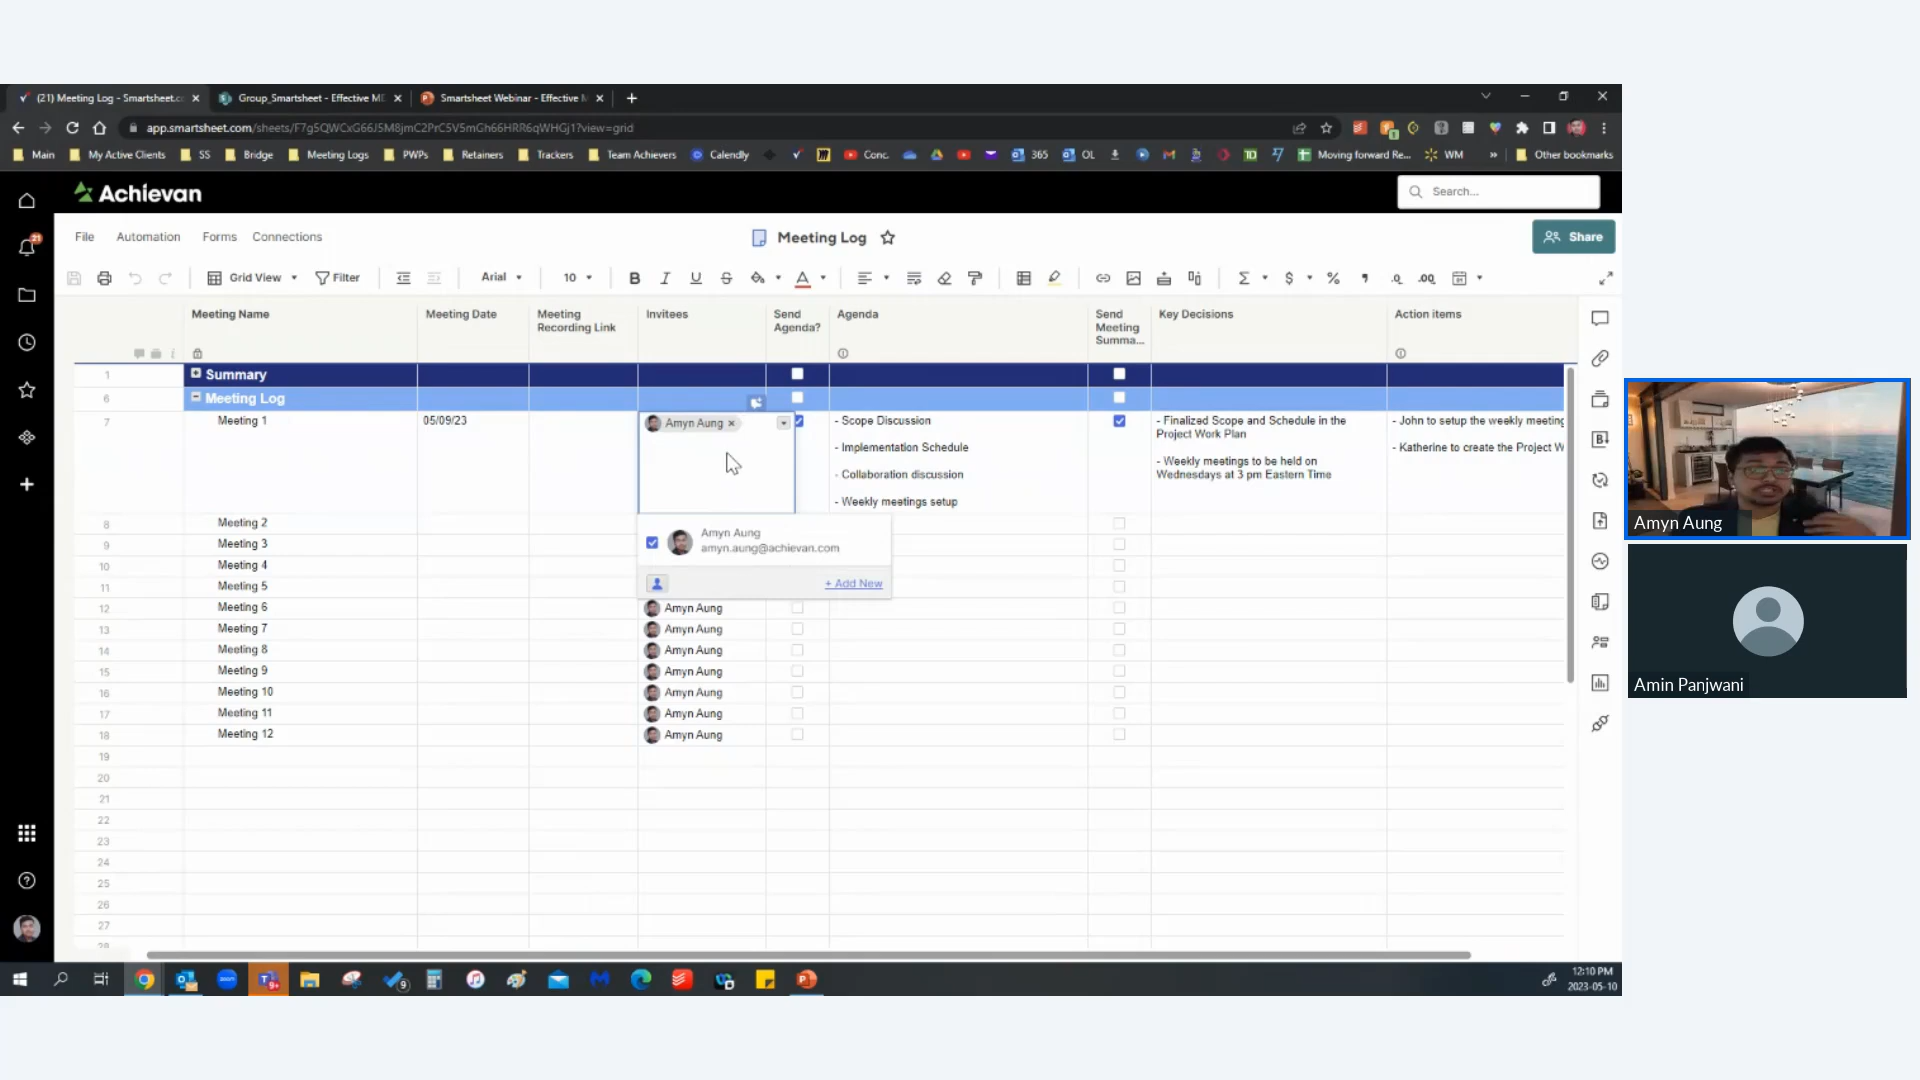 (21) Meeting Log - Smartsheet.c
Group_Smartsheet - Effective ME
Smartsheet Webinar - Effective M
app.smartsheet.com/sheets/F7g5QWCxG66J5M8jmC2PrC5V5mGh66HRR6qWHGj1?view=grid
Main
My Active Clients
SS
Bridge
Meeting Logs
PWPs
Retainers
Trackers
Team Achievers
Calendly
Conc.
365
OL
TD
Moving forward Re...
WM
»
Other bookmarks
Achievan
Search...
21
File
Automation
Forms
Connections
Meeting Log
Share
Grid View
Filter
Arial
10
Meeting Name
Meeting Date
Meeting Recording Link
Invitees
Send Agenda?
Agenda
Send Meeting Summa...
Key Decisions
Action items
1
Summary
6
Meeting Log
7
Meeting 1
05/09/23
Amyn Aung
- Scope Discussion
- Implementation Schedule
- Collaboration discussion
- Weekly meetings setup
- Finalized Scope and Schedule in the
Project Work Plan
- Weekly meetings to be held on
Wednesdays at 3 pm Eastern Time
- John to setup the weekly meeting
- Katherine to create the Project W
Amyn Aung
amyn.aung@achievan.com
+ Add New
8 Meeting 2
9 Meeting 3
10 Meeting 4
11 Meeting 5
12 Meeting 6 Amyn Aung
13 Meeting 7 Amyn Aung
14 Meeting 8 Amyn Aung
15 Meeting 9 Amyn Aung
16 Meeting 10 Amyn Aung
17 Meeting 11 Amyn Aung
18 Meeting 12 Amyn Aung
19
20
21
22
23
24
25
26
27
28
12:10 PM
2023-05-10
Amyn Aung
Amin Panjwani